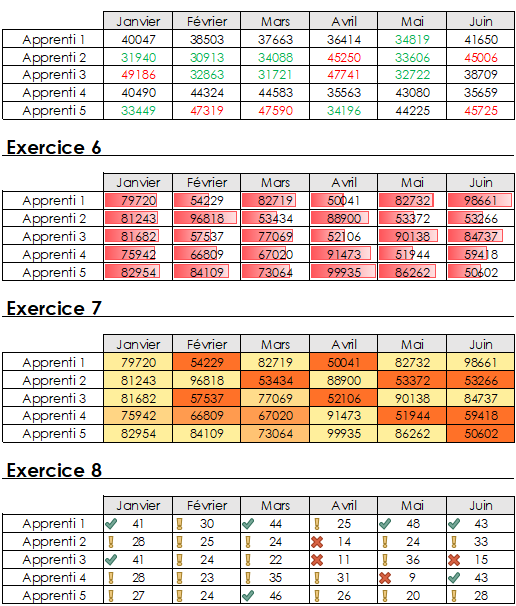 Janvier Février Mars Avril Mai Juin
Apprenti 1 40047 38503 37663 36414 34819 41650
Apprenti 2 31940 30913 34088 45250 33606 45006
Apprenti 3 49186 32863 31721 47741 32722 38709
Apprenti 4 40490 44324 44583 35563 43080 35659
Apprenti 5 33449 47319 47590 34196 44225 45725
Exercice 6
Janvier Février Mars Avril Mai Juin
Apprenti 1 79720 54229 82719 50041 82732 98661
Apprenti 2 81243 96818 53434 88900 53372 53266
Apprenti 3 81682 57537 77069 52106 90138 84737
Apprenti 4 75942 66809 67020 91473 51944 59418
Apprenti 5 82954 84109 73064 99935 86262 50602
Exercice 7
Janvier Février Mars Avril Mai Juin
Apprenti 1 79720 54229 82719 50041 82732 98661
Apprenti 2 81243 96818 53434 88900 53372 53266
Apprenti 3 81682 57537 77069 52106 90138 84737
Apprenti 4 75942 66809 67020 91473 51944 59418
Apprenti 5 82954 84109 73064 99935 86262 50602
Exercice 8
Janvier Février Mars Avril Mai Juin
Apprenti 1 41 30 44 25 48 43
Apprenti 2 28 25 24 14 24 33
Apprenti 3 41 24 22 11 36 15
Apprenti 4 28 23 35 31 9 43
Apprenti 5 27 24 46 26 20 28